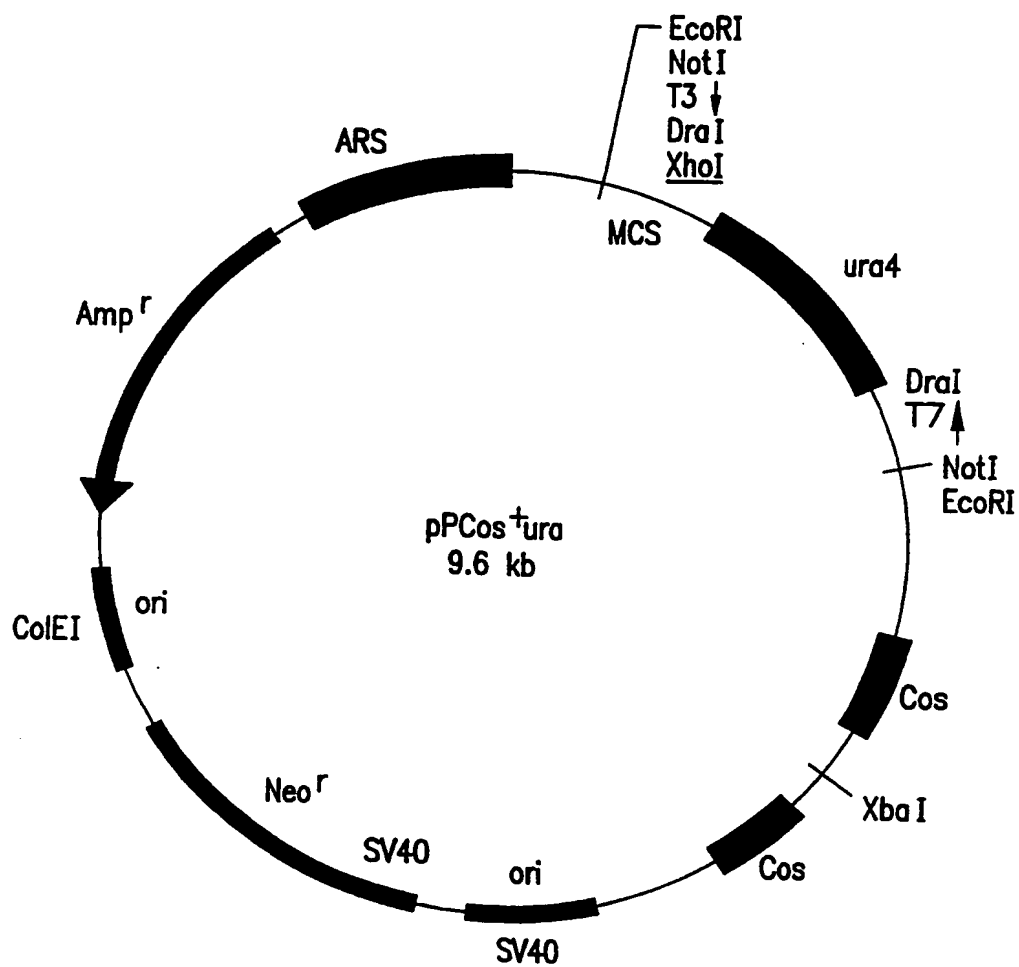 EcoRI
NotI
T3 ↓
DraI
XhoI
ARS
MCS
ura4
Amp r
DraI
T7
NotI
EcoRI
pPCos+ura
9.6 kb
ori
ColEI
Cos
XbaI
Cos
Neo r
SV40
ori
SV40